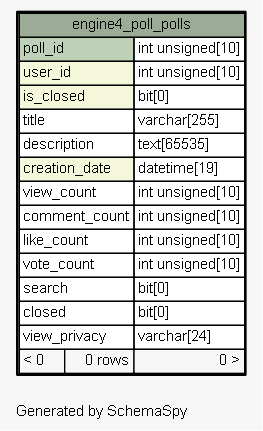 engine4_poll_polls
poll_id int unsigned[10]
user_id int unsigned[10]
is_closed bit[0]
title varchar[255]
description text[65535]
creation_date datetime[19]
view_count int unsigned[10]
comment_count int unsigned[10]
like_count int unsigned[10]
vote_count int unsigned[10]
search bit[0]
closed bit[0]
view_privacy varchar[24]
< 0 0 rows 0 >
Generated by SchemaSpy